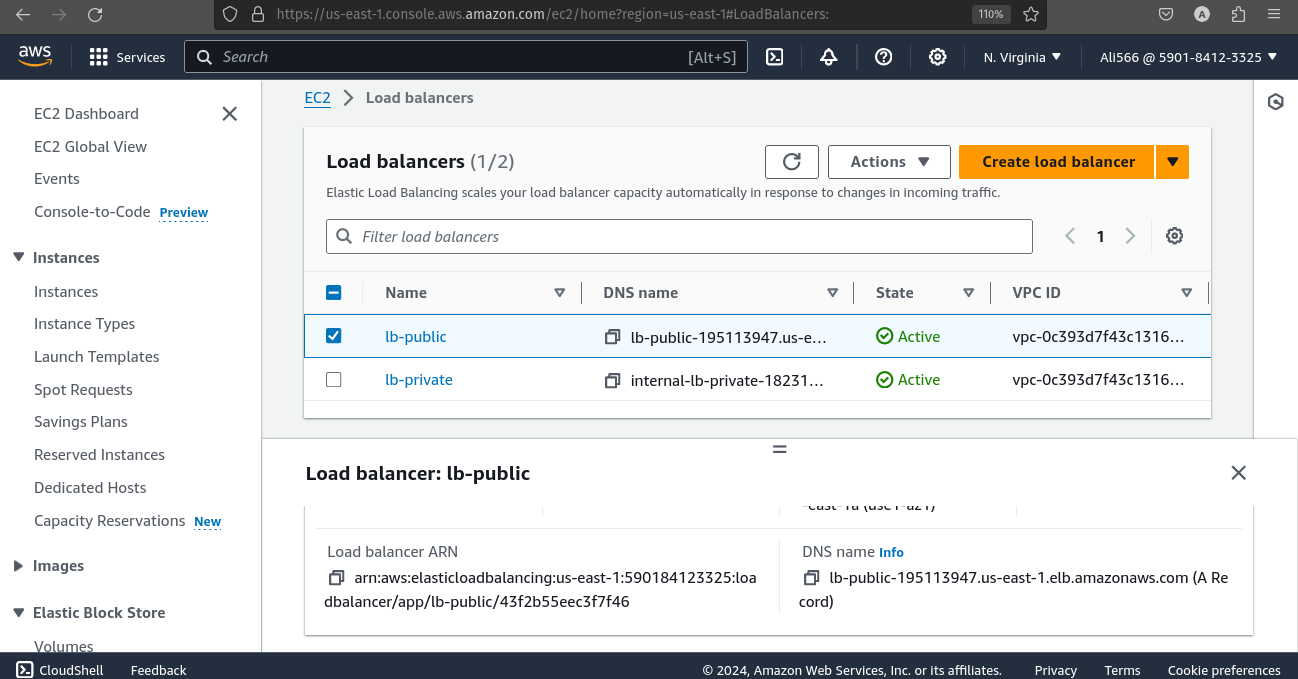 https://us-east-1.console.aws.amazon.com/ec2/home?region=us-east-1#LoadBalancers:
110%
A
aws
Services
Search
[Alt+S]
N. Virginia
Ali566 @ 5901-8412-3325
EC2 Dashboard
EC2 Global View
Events
Console-to-Code Preview
Instances
Instances
Instance Types
Launch Templates
Spot Requests
Savings Plans
Reserved Instances
Dedicated Hosts
Capacity Reservations New
Images
Elastic Block Store
Volumes
EC2 Load balancers
Load balancers (1/2)
Actions
Create load balancer
Elastic Load Balancing scales your load balancer capacity automatically in response to changes in incoming traffic.
Filter load balancers
1
Name DNS name State VPC ID
lb-public lb-public-195113947.us-e... Active vpc-0c393d7f43c1316...
lb-private internal-lb-private-18231... Active vpc-0c393d7f43c1316...
Load balancer: lb-public
-east-1a (use1-az1)
Load balancer ARN
arn:aws:elasticloadbalancing:us-east-1:590184123325:loa
dbalancer/app/lb-public/43f2b55eec3f7f46
DNS name Info
lb-public-195113947.us-east-1.elb.amazonaws.com (A Re
cord)
CloudShell
Feedback
© 2024, Amazon Web Services, Inc. or its affiliates.
Privacy
Terms
Cookie preferences